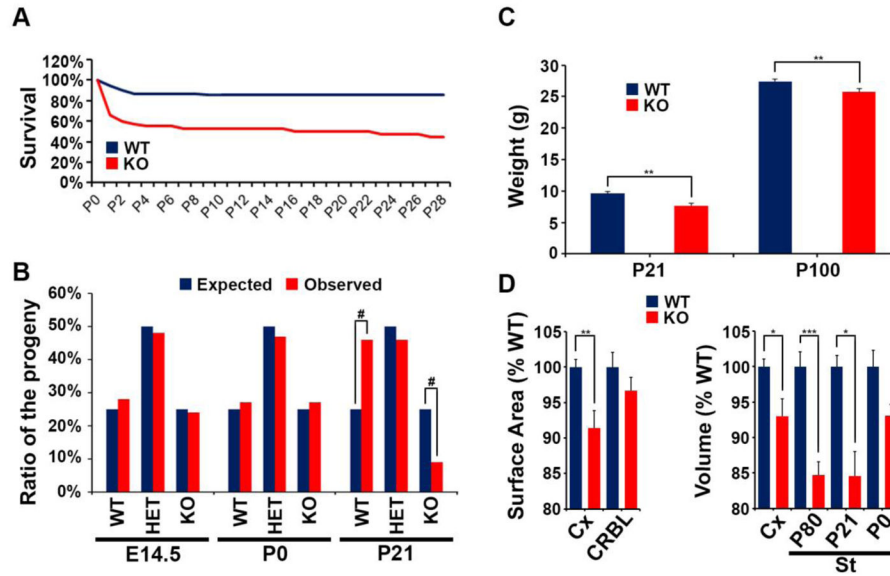 A
120%
100%
80%
60%
40%
20%
0%
Survival
WT
KO
P0
P2
P4
P6
P8
P10
P12
P14
P16
P18
P20
P22
P24
P26
P28
B
Expected Observed
60%
50%
40%
30%
20%
10%
0%
Ratio of the progeny
# #
WT HET KO WT HET KO WT HET KO
E14.5 P0 P21
C
30
25
20
15
10
5
0
Weight (g)
WT
KO
** **
P21 P100
D
WT
KO
105
100
95
90
85
80
Surface Area (% WT)
**
Cx CRBL
105
100
95
90
85
80
Volume (% WT)
* *** *
Cx P80 P21 P0
St